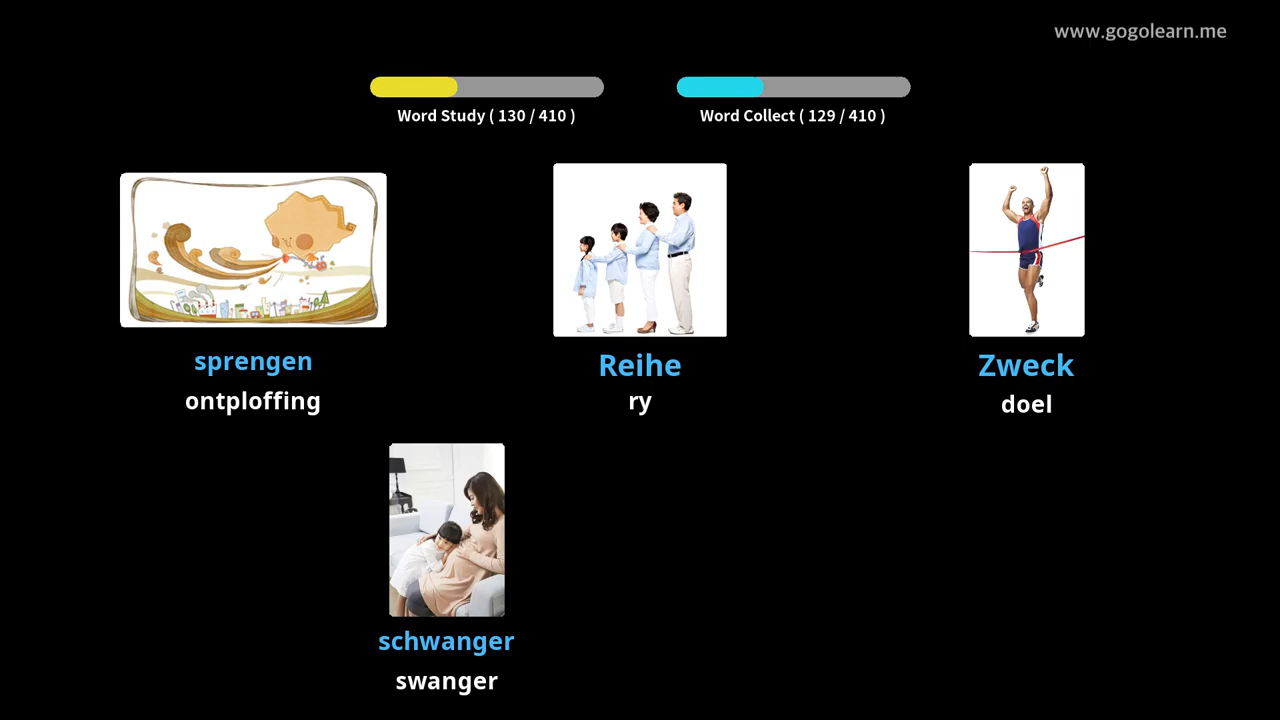 www.gogolearn.me
Word Study ( 130 / 410 )
Word Collect ( 129 / 410 )
sprengen
ontploffing
Reihe
ry
Zweck
doel
schwanger
swanger